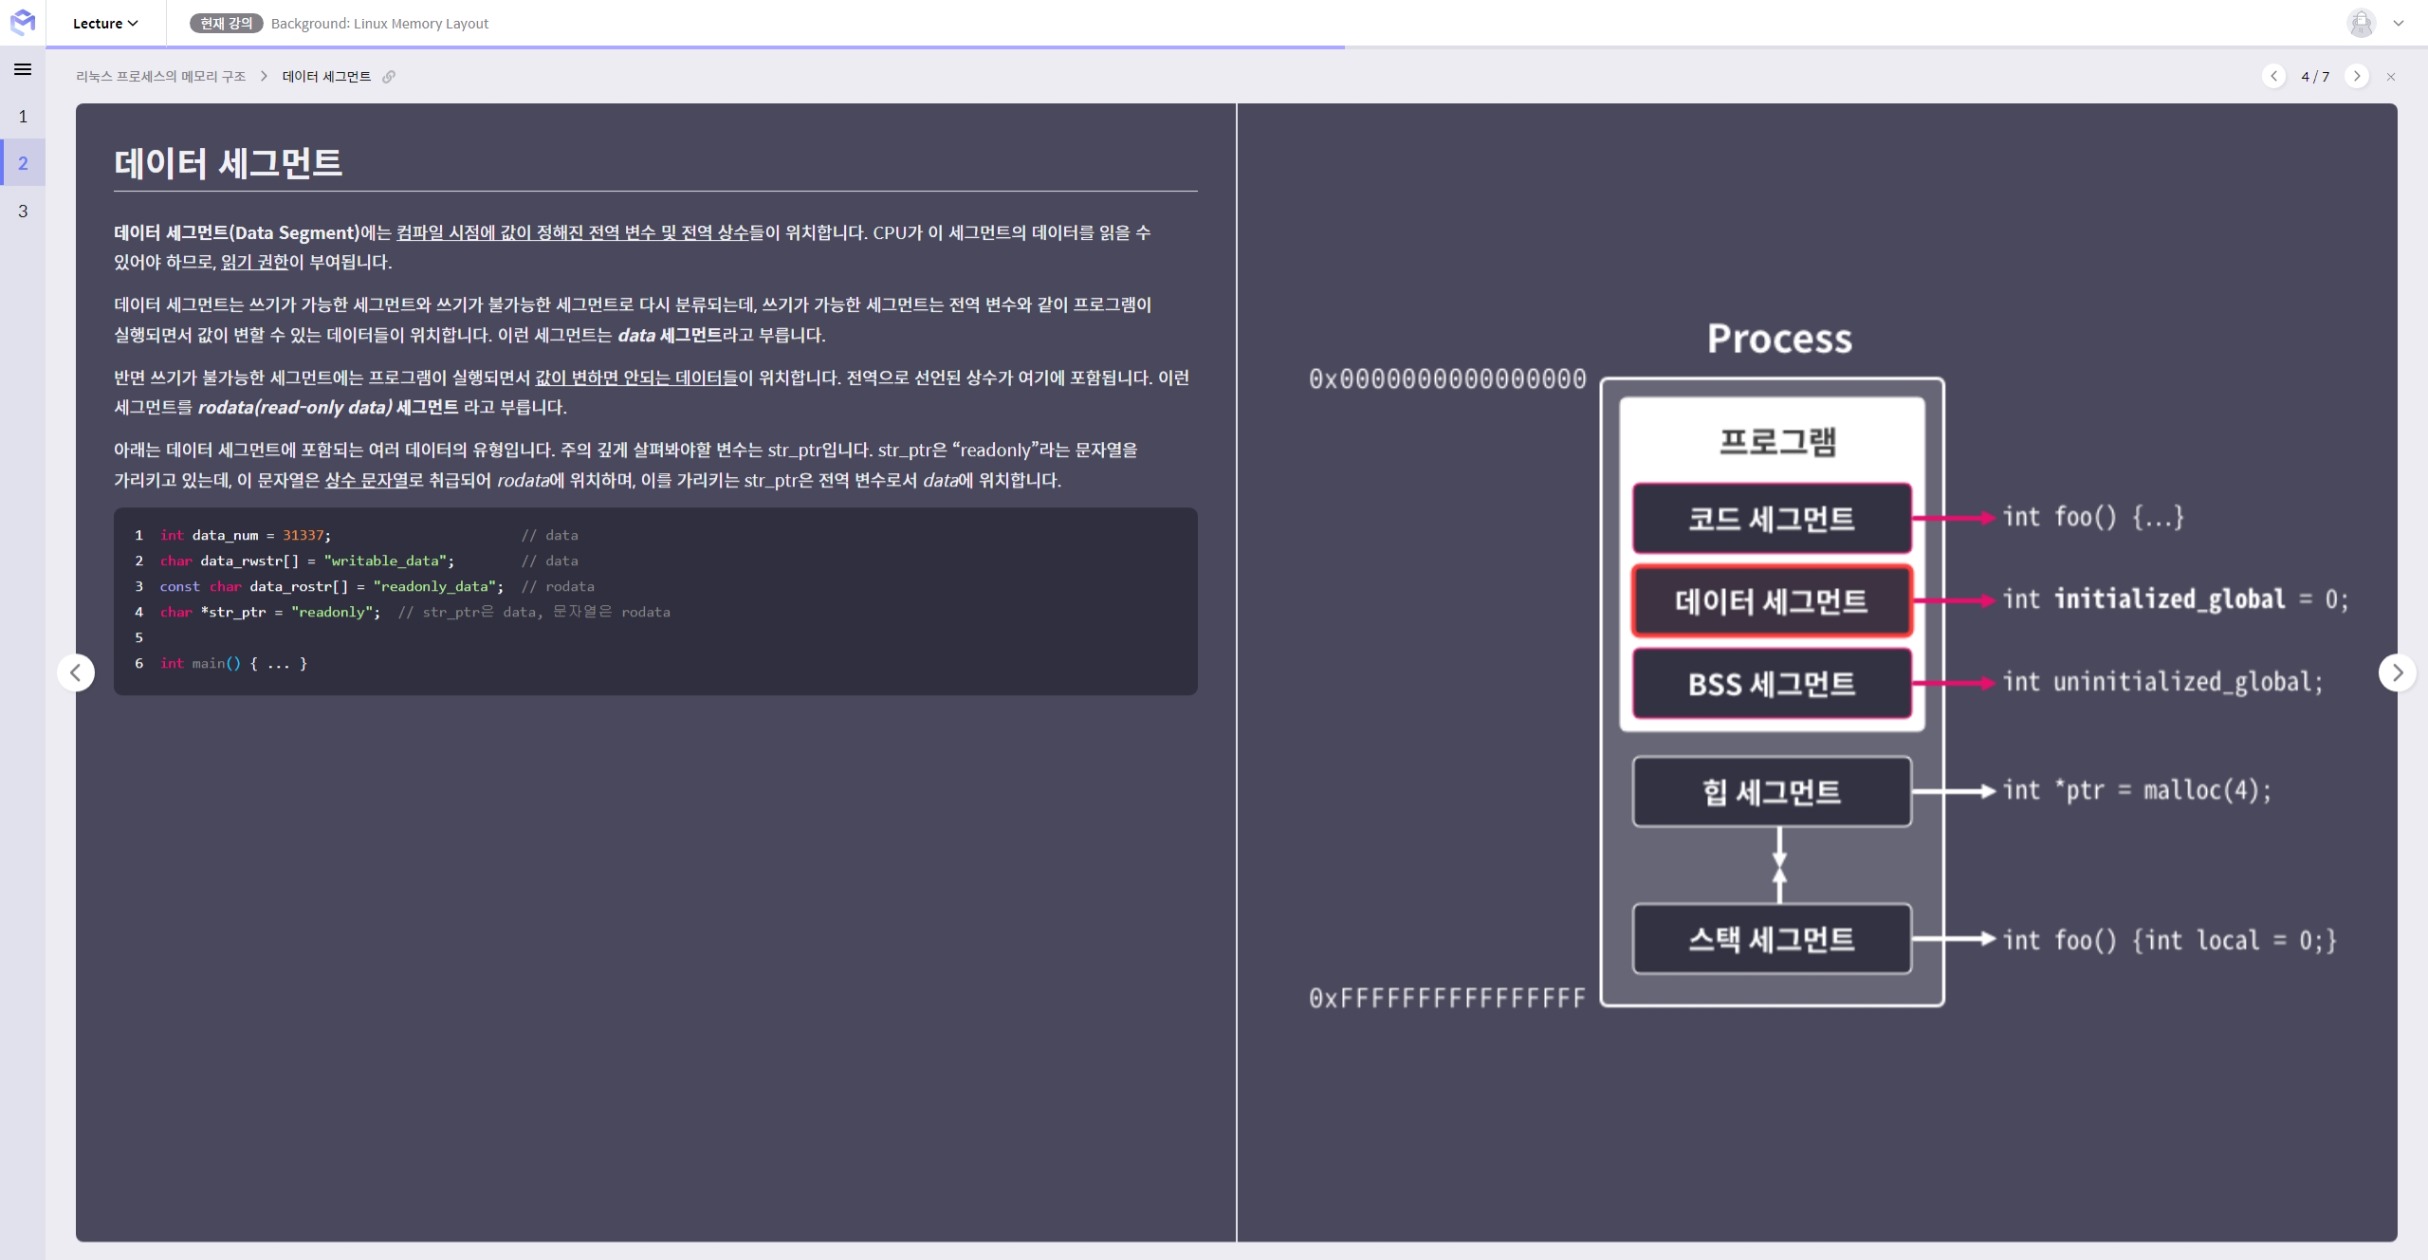 Lecture
현재 강의 Background: Linux Memory Layout
리눅스 프로세스의 메모리 구조 > 데이터 세그먼트
4 / 7
1
2
3
데이터 세그먼트
데이터 세그먼트(Data Segment)에는 컴파일 시점에 값이 정해진 전역 변수 및 전역 상수들이 위치합니다. CPU가 이 세그먼트의 데이터를 읽을 수
있어야 하므로, 읽기 권한이 부여됩니다.
데이터 세그먼트는 쓰기가 가능한 세그먼트와 쓰기가 불가능한 세그먼트로 다시 분류되는데, 쓰기가 가능한 세그먼트는 전역 변수와 같이 프로그램이
실행되면서 값이 변할 수 있는 데이터들이 위치합니다. 이런 세그먼트는 data 세그먼트라고 부릅니다.
반면 쓰기가 불가능한 세그먼트에는 프로그램이 실행되면서 값이 변하면 안되는 데이터들이 위치합니다. 전역으로 선언된 상수가 여기에 포함됩니다. 이런
세그먼트를 rodata(read-only data) 세그먼트 라고 부릅니다.
아래는 데이터 세그먼트에 포함되는 여러 데이터의 유형입니다. 주의 깊게 살펴봐야할 변수는 str_ptr입니다. str_ptr은 “readonly”라는 문자열을
가리키고 있는데, 이 문자열은 상수 문자열로 취급되어 rodata에 위치하며, 이를 가리키는 str_ptr은 전역 변수로서 data에 위치합니다.
1 int data_num = 31337; // data
2 char data_rwstr[] = "writable_data"; // data
3 const char data_rostr[] = "readonly_data"; // rodata
4 char *str_ptr = "readonly"; // str_ptr은 data, 문자열은 rodata
5
6 int main() { ... }
Process
0x0000000000000000
프로그램
코드 세그먼트 int foo() {...}
데이터 세그먼트 int initialized_global = 0;
BSS 세그먼트 int uninitialized_global;
힙 세그먼트 int *ptr = malloc(4);
스택 세그먼트 int foo() {int local = 0;}
0xFFFFFFFFFFFFFFFF